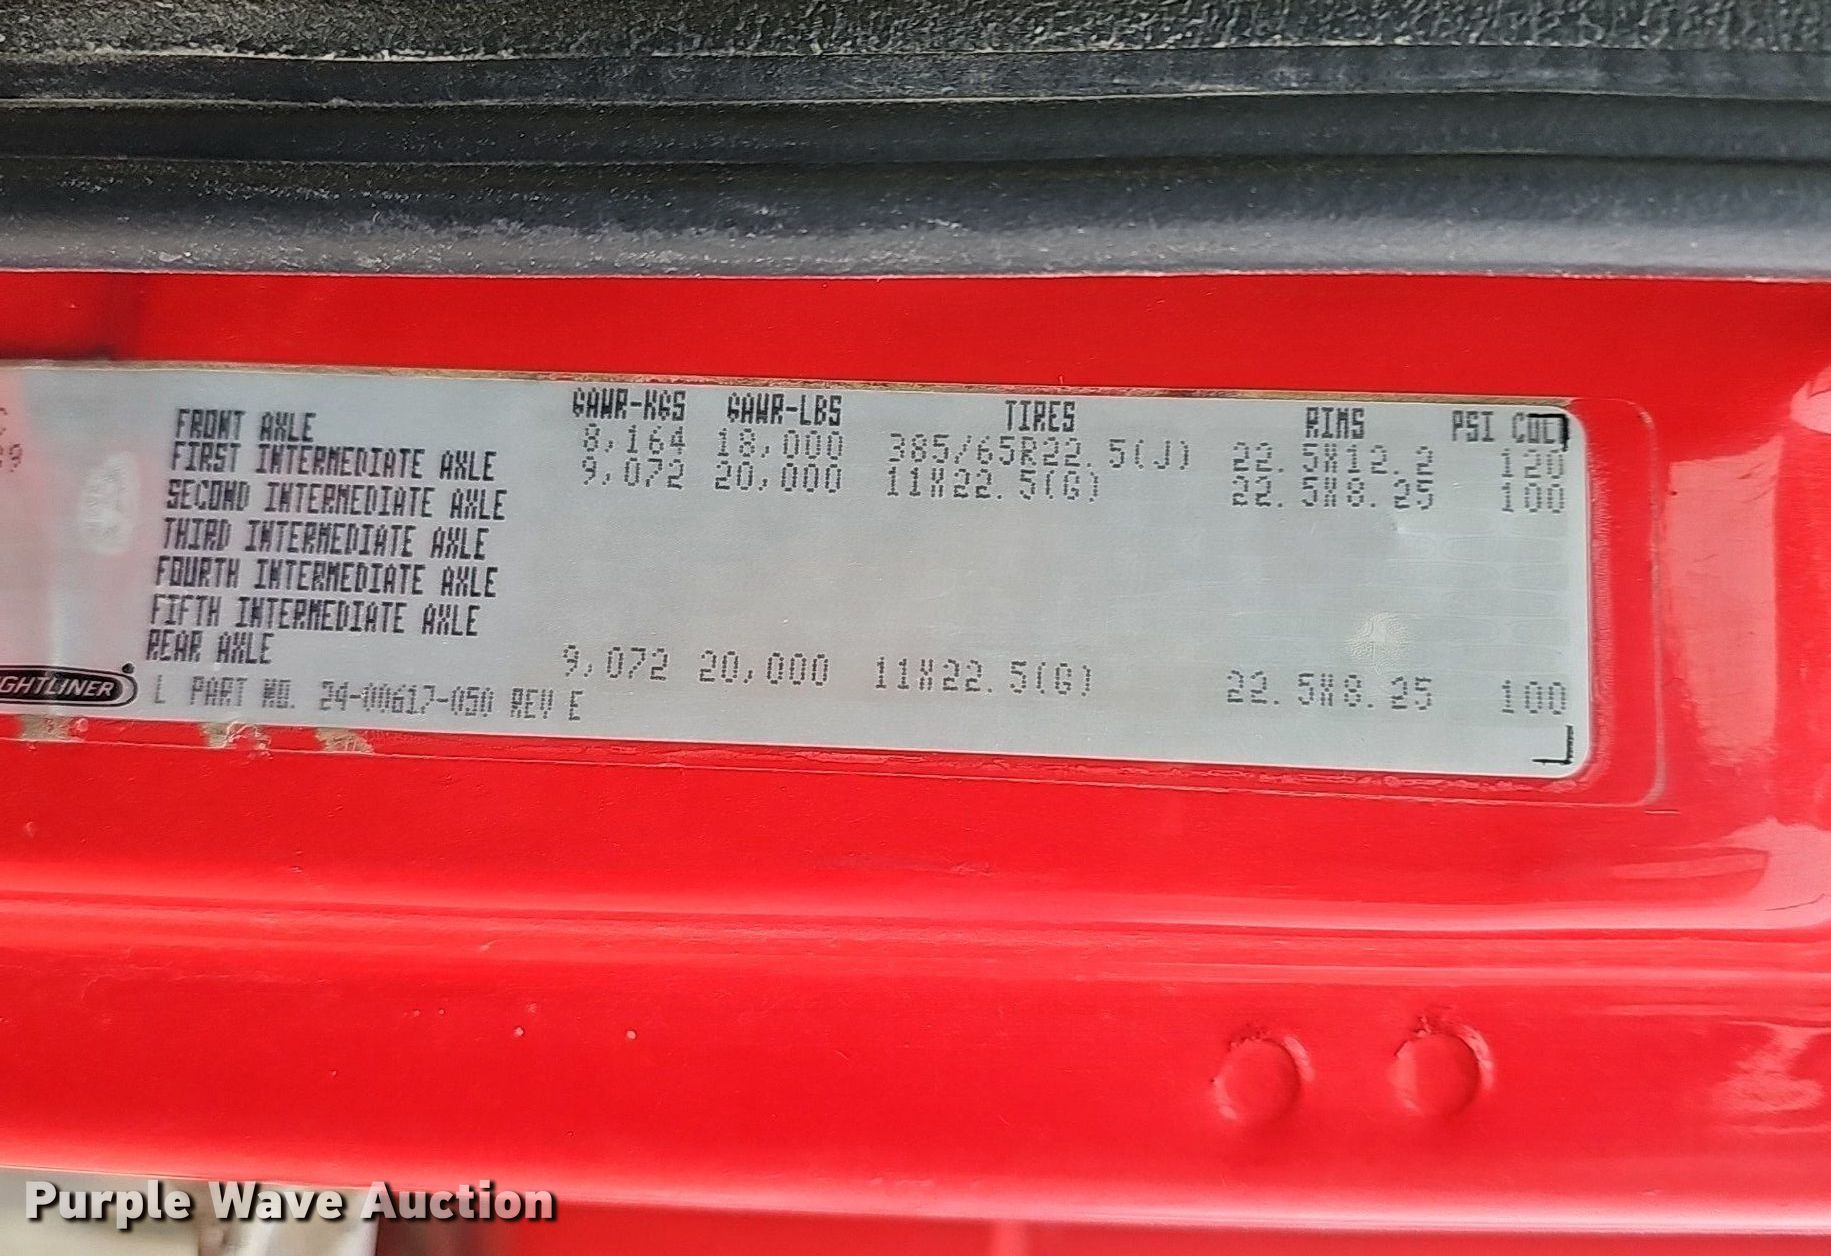 GAWR-KGS GAWR-LBS TIRES RIMS PSI COLD
FRONT AXLE 8,164 18,000 385/65R22.5(J) 22.5X12.2 120
FIRST INTERMEDIATE AXLE 9,072 20,000 11X22.5(G) 22.5X8.25 100
SECOND INTERMEDIATE AXLE
THIRD INTERMEDIATE AXLE
FOURTH INTERMEDIATE AXLE
FIFTH INTERMEDIATE AXLE
REAR AXLE 9,072 20,000 11X22.5(G) 22.5X8.25 100
GHTLINER L PART NO. 24-00617-050 REV E
Purple Wave Auction